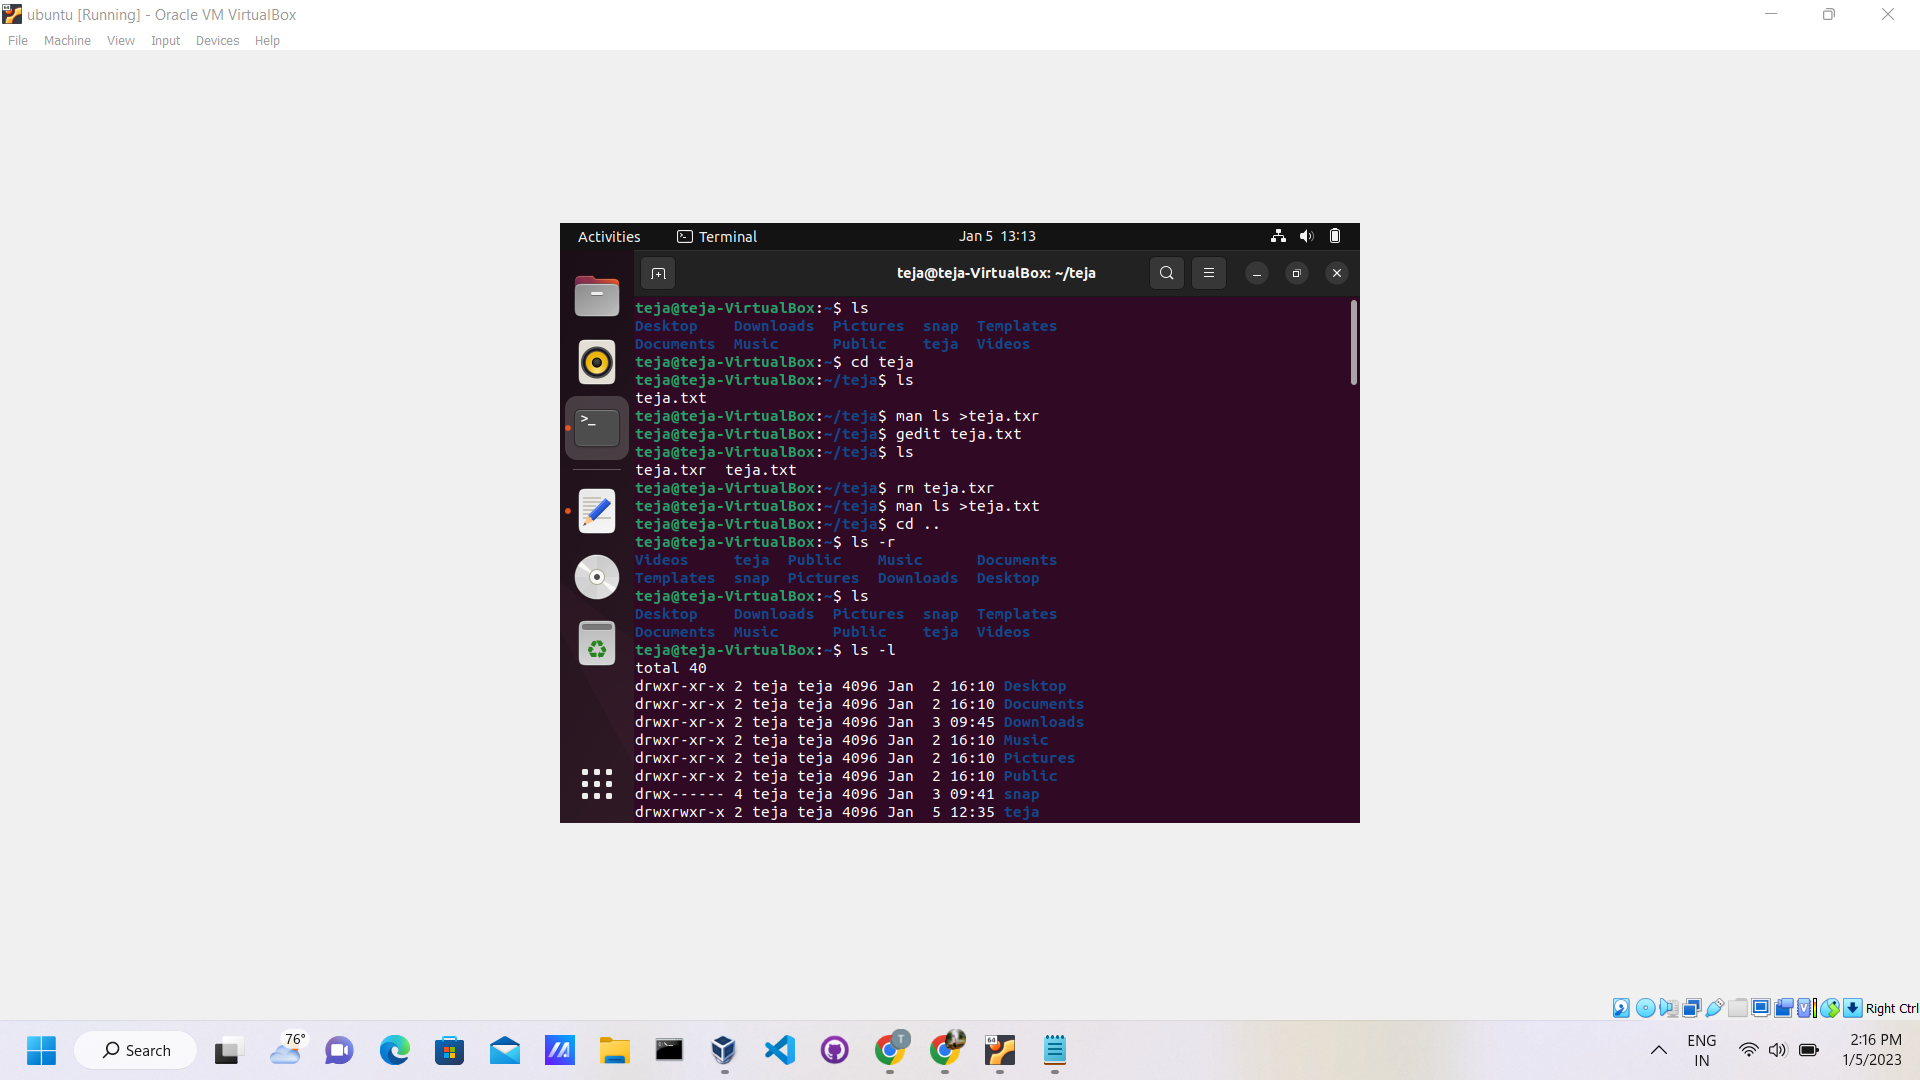 ubuntu [Running] - Oracle VM VirtualBox
File Machine View Input Devices Help
Activities Terminal Jan 5 13:13
teja@teja-VirtualBox: ~/teja
teja@teja-VirtualBox:~$ ls
Desktop Downloads Pictures snap Templates
Documents Music Public teja Videos
teja@teja-VirtualBox:~$ cd teja
teja@teja-VirtualBox:~/teja$ ls
teja.txt
teja@teja-VirtualBox:~/teja$ man ls >teja.txr
teja@teja-VirtualBox:~/teja$ gedit teja.txt
teja@teja-VirtualBox:~/teja$ ls
teja.txr teja.txt
teja@teja-VirtualBox:~/teja$ rm teja.txr
teja@teja-VirtualBox:~/teja$ man ls >teja.txt
teja@teja-VirtualBox:~/teja$ cd ..
teja@teja-VirtualBox:~$ ls -r
Videos teja Public Music Documents
Templates snap Pictures Downloads Desktop
teja@teja-VirtualBox:~$ ls
Desktop Downloads Pictures snap Templates
Documents Music Public teja Videos
teja@teja-VirtualBox:~$ ls -l
total 40
drwxr-xr-x 2 teja teja 4096 Jan 2 16:10 Desktop
drwxr-xr-x 2 teja teja 4096 Jan 2 16:10 Documents
drwxr-xr-x 2 teja teja 4096 Jan 3 09:45 Downloads
drwxr-xr-x 2 teja teja 4096 Jan 2 16:10 Music
drwxr-xr-x 2 teja teja 4096 Jan 2 16:10 Pictures
drwxr-xr-x 2 teja teja 4096 Jan 2 16:10 Public
drwx------ 4 teja teja 4096 Jan 3 09:41 snap
drwxrwxr-x 2 teja teja 4096 Jan 5 12:35 teja
Right Ctrl
Search
76°
T
64
ENG
IN
2:16 PM
1/5/2023